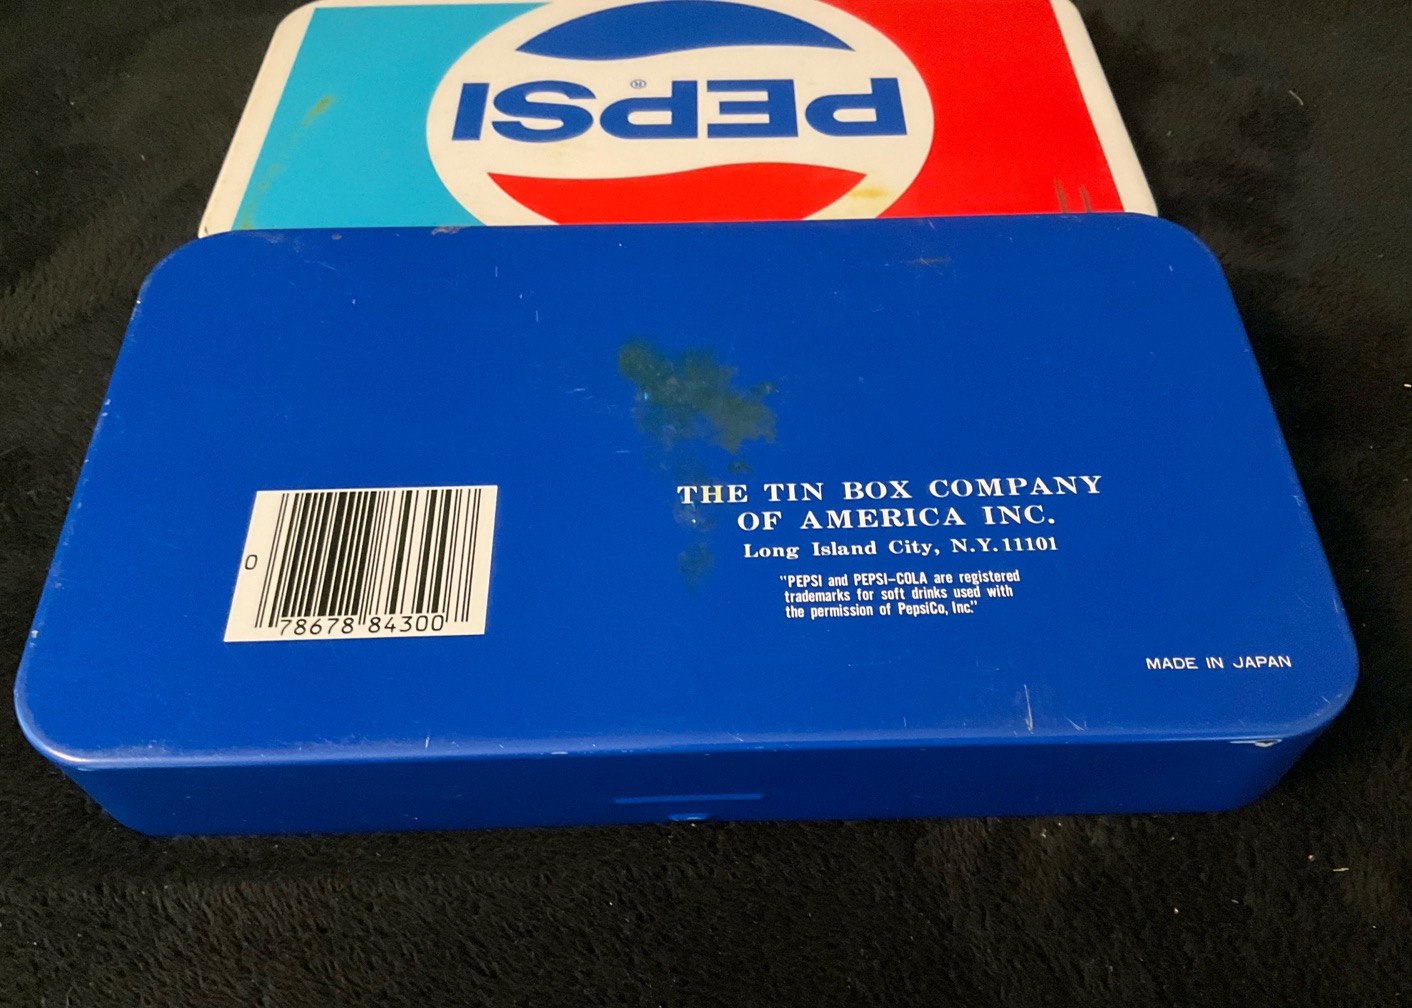 PEPSI®
THE TIN BOX COMPANY
OF AMERICA INC.
Long Island City, N.Y. 11101
"PEPSI and PEPSI-COLA are registered
trademarks for soft drinks used with
the permission of PepsiCo, Inc."
0
78678 84300
MADE IN JAPAN